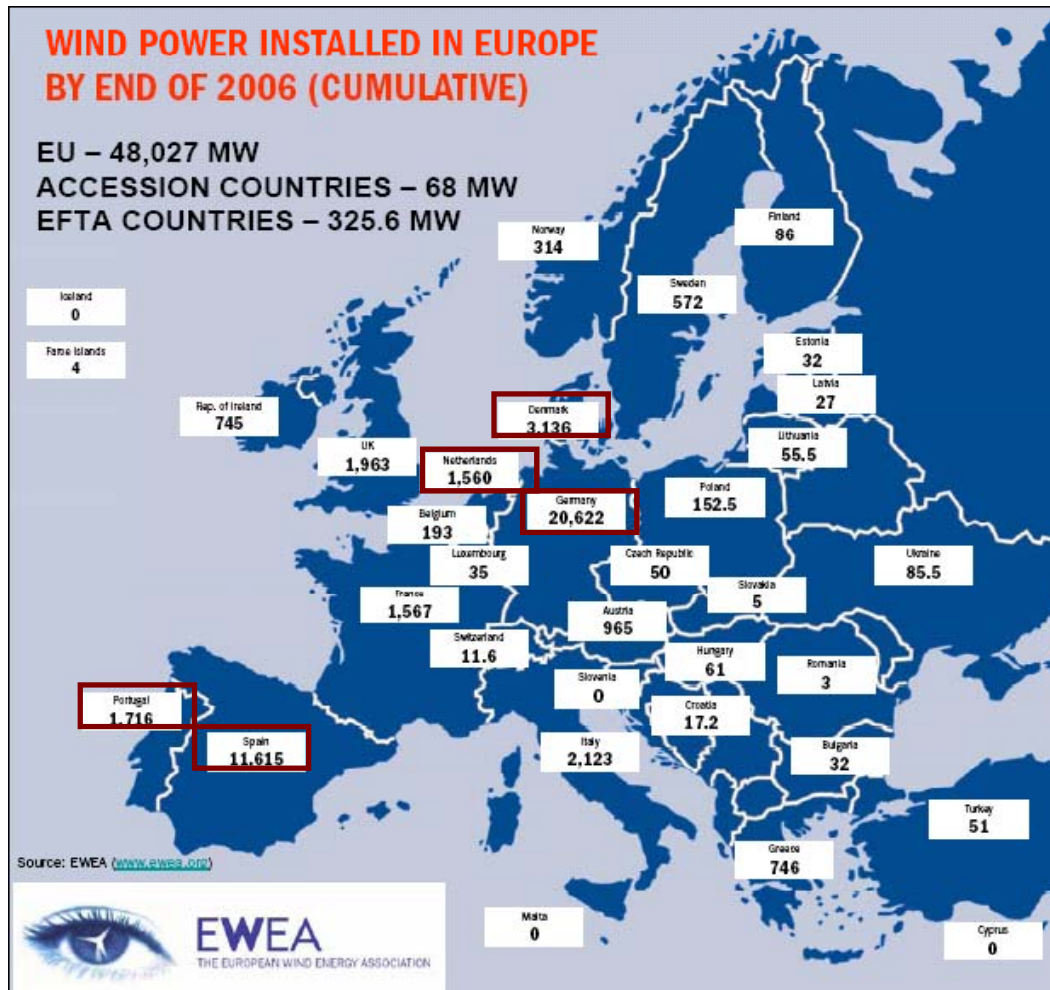 WIND POWER INSTALLED IN EUROPE
BY END OF 2006 (CUMULATIVE)
EU – 48,027 MW
ACCESSION COUNTRIES – 68 MW
EFTA COUNTRIES – 325.6 MW
Norway
314
Finland
86
Sweden
572
Iceland
0
Faroe Islands
4
Estonia
32
Latvia
27
Rep. of Ireland
745
Denmark
3,136
UK
1,963
Lithuania
55.5
Netherlands
1,560
Poland
152.5
Germany
20,622
Belgium
193
Luxembourg
35
Czech Republic
50
Ukraine
85.5
Slovakia
5
France
1,567
Austria
965
Switzerland
11.6
Hungary
61
Romania
3
Slovenia
0
Portugal
1,716
Croatia
17.2
Spain
11,615
Italy
2,123
Bulgaria
32
Turkey
51
Greece
746
Source: EWEA (www.ewea.org)
Malta
0
Cyprus
0
EWEA
THE EUROPEAN WIND ENERGY ASSOCIATION